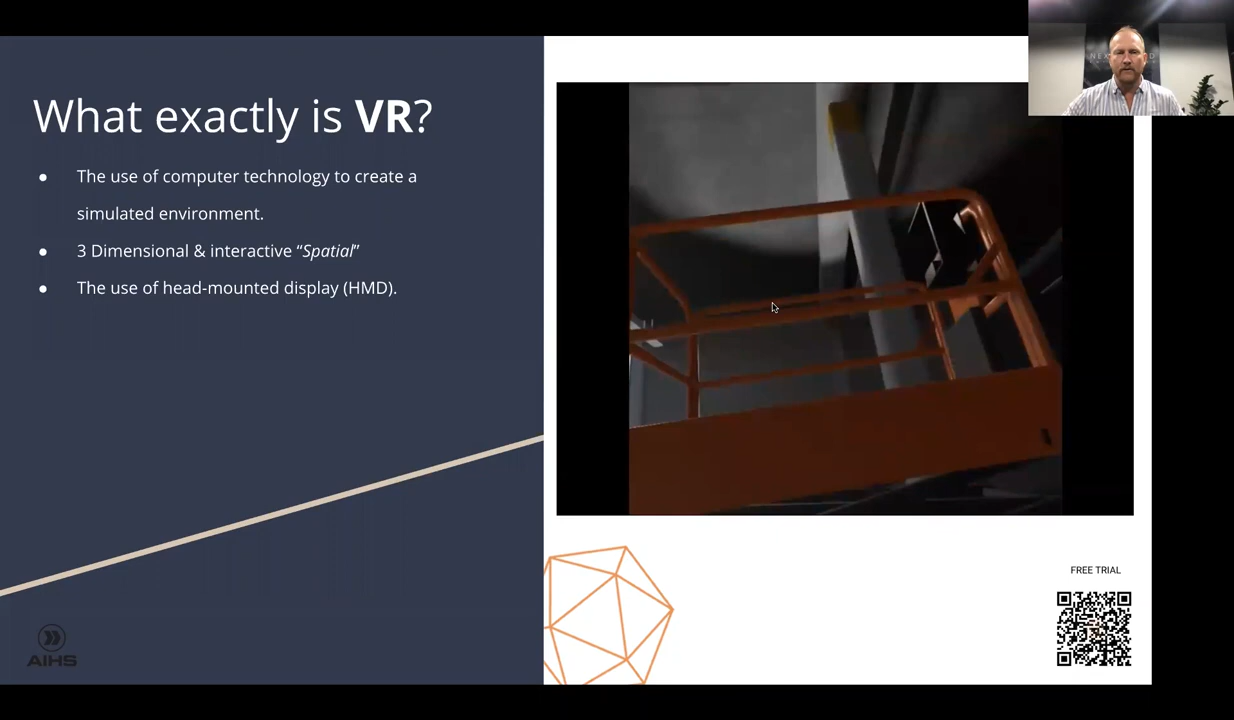 What exactly is VR?
● The use of computer technology to create a
simulated environment.
● 3 Dimensional & interactive “Spatial”
● The use of head-mounted display (HMD).
FREE TRIAL
AIHS